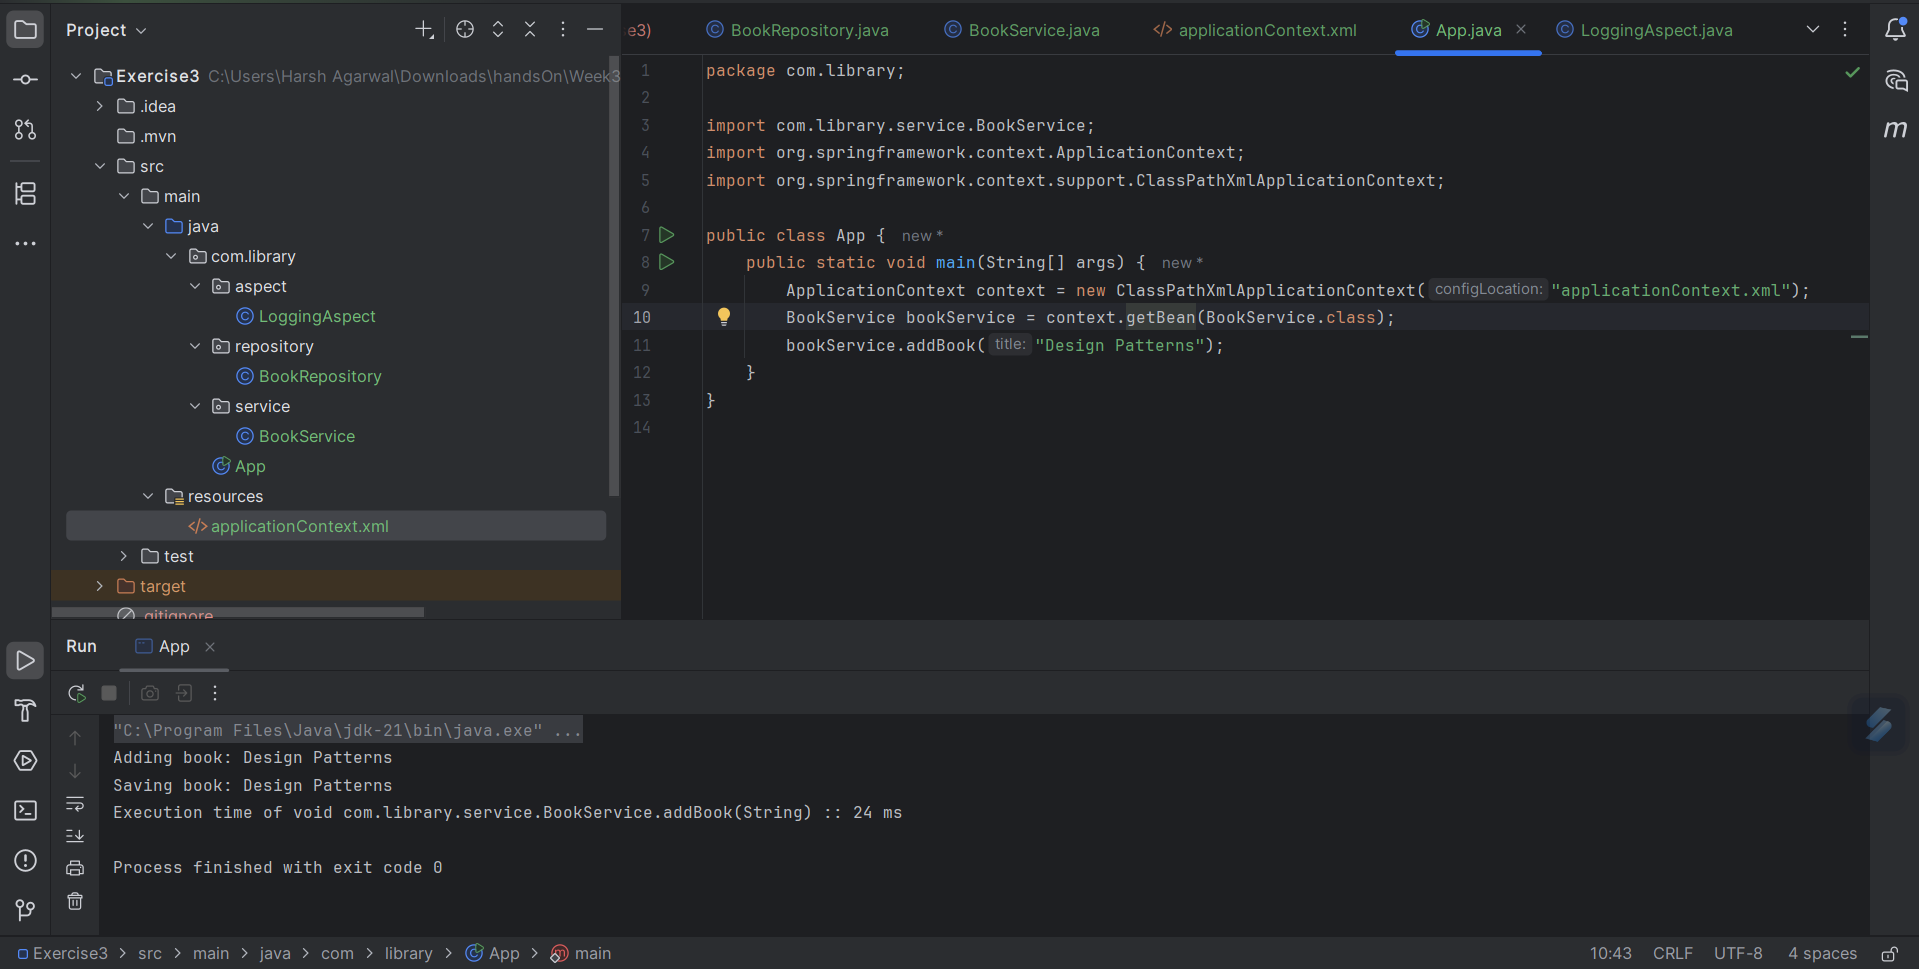 Project
Exercise3 C:\Users\Harsh Agarwal\Downloads\handsOn\Week3
.idea
.mvn
src
main
java
com.library
aspect
LoggingAspect
repository
BookRepository
service
BookService
App
resources
applicationContext.xml
test
target
.gitignore
e3) BookRepository.java BookService.java applicationContext.xml App.java LoggingAspect.java
1 package com.library;
2
3 import com.library.service.BookService;
4 import org.springframework.context.ApplicationContext;
5 import org.springframework.context.support.ClassPathXmlApplicationContext;
6
7 public class App { new *
8 public static void main(String[] args) { new *
9 ApplicationContext context = new ClassPathXmlApplicationContext( configLocation: "applicationContext.xml");
10 BookService bookService = context.getBean(BookService.class);
11 bookService.addBook( title: "Design Patterns");
12 }
13 }
14
m
Run App
"C:\Program Files\Java\jdk-21\bin\java.exe" ...
Adding book: Design Patterns
Saving book: Design Patterns
Execution time of void com.library.service.BookService.addBook(String) :: 24 ms
Process finished with exit code 0
Exercise3 > src > main > java > com > library > App > main 10:43 CRLF UTF-8 4 spaces